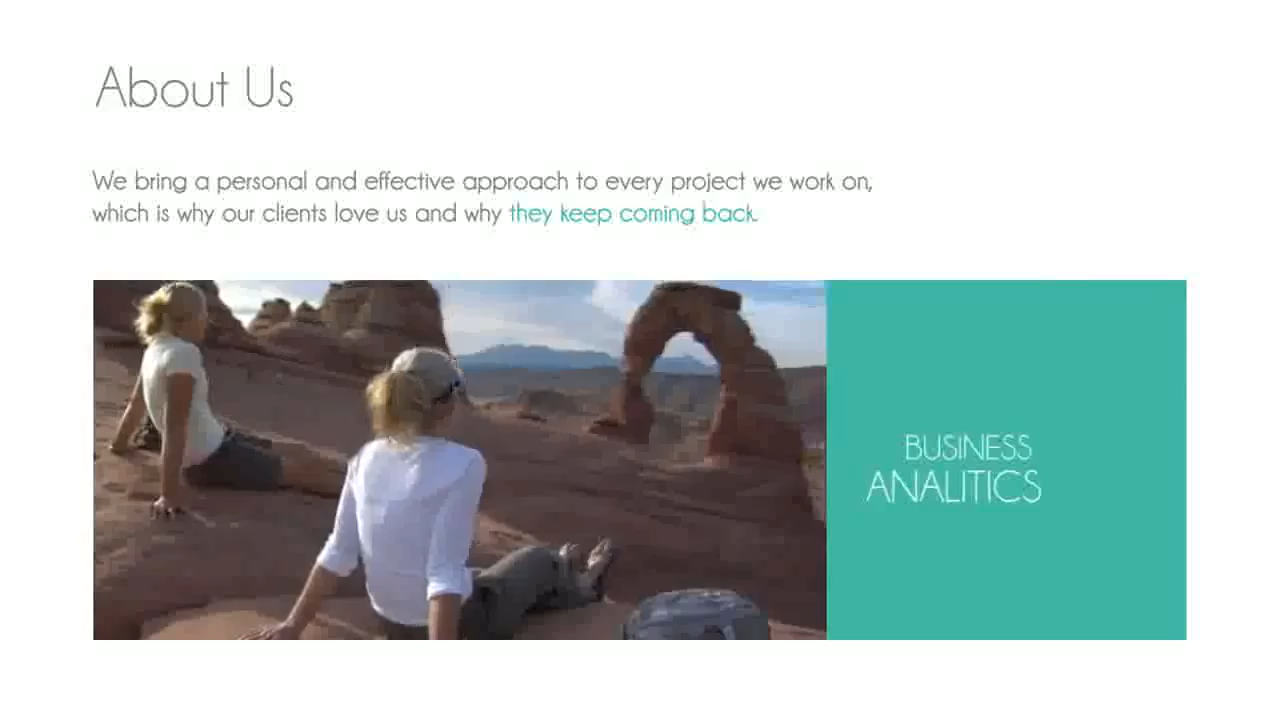 About Us
We bring a personal and effective approach to every project we work on,
which is why our clients love us and why they keep coming back.
BUSINESS
ANALITICS